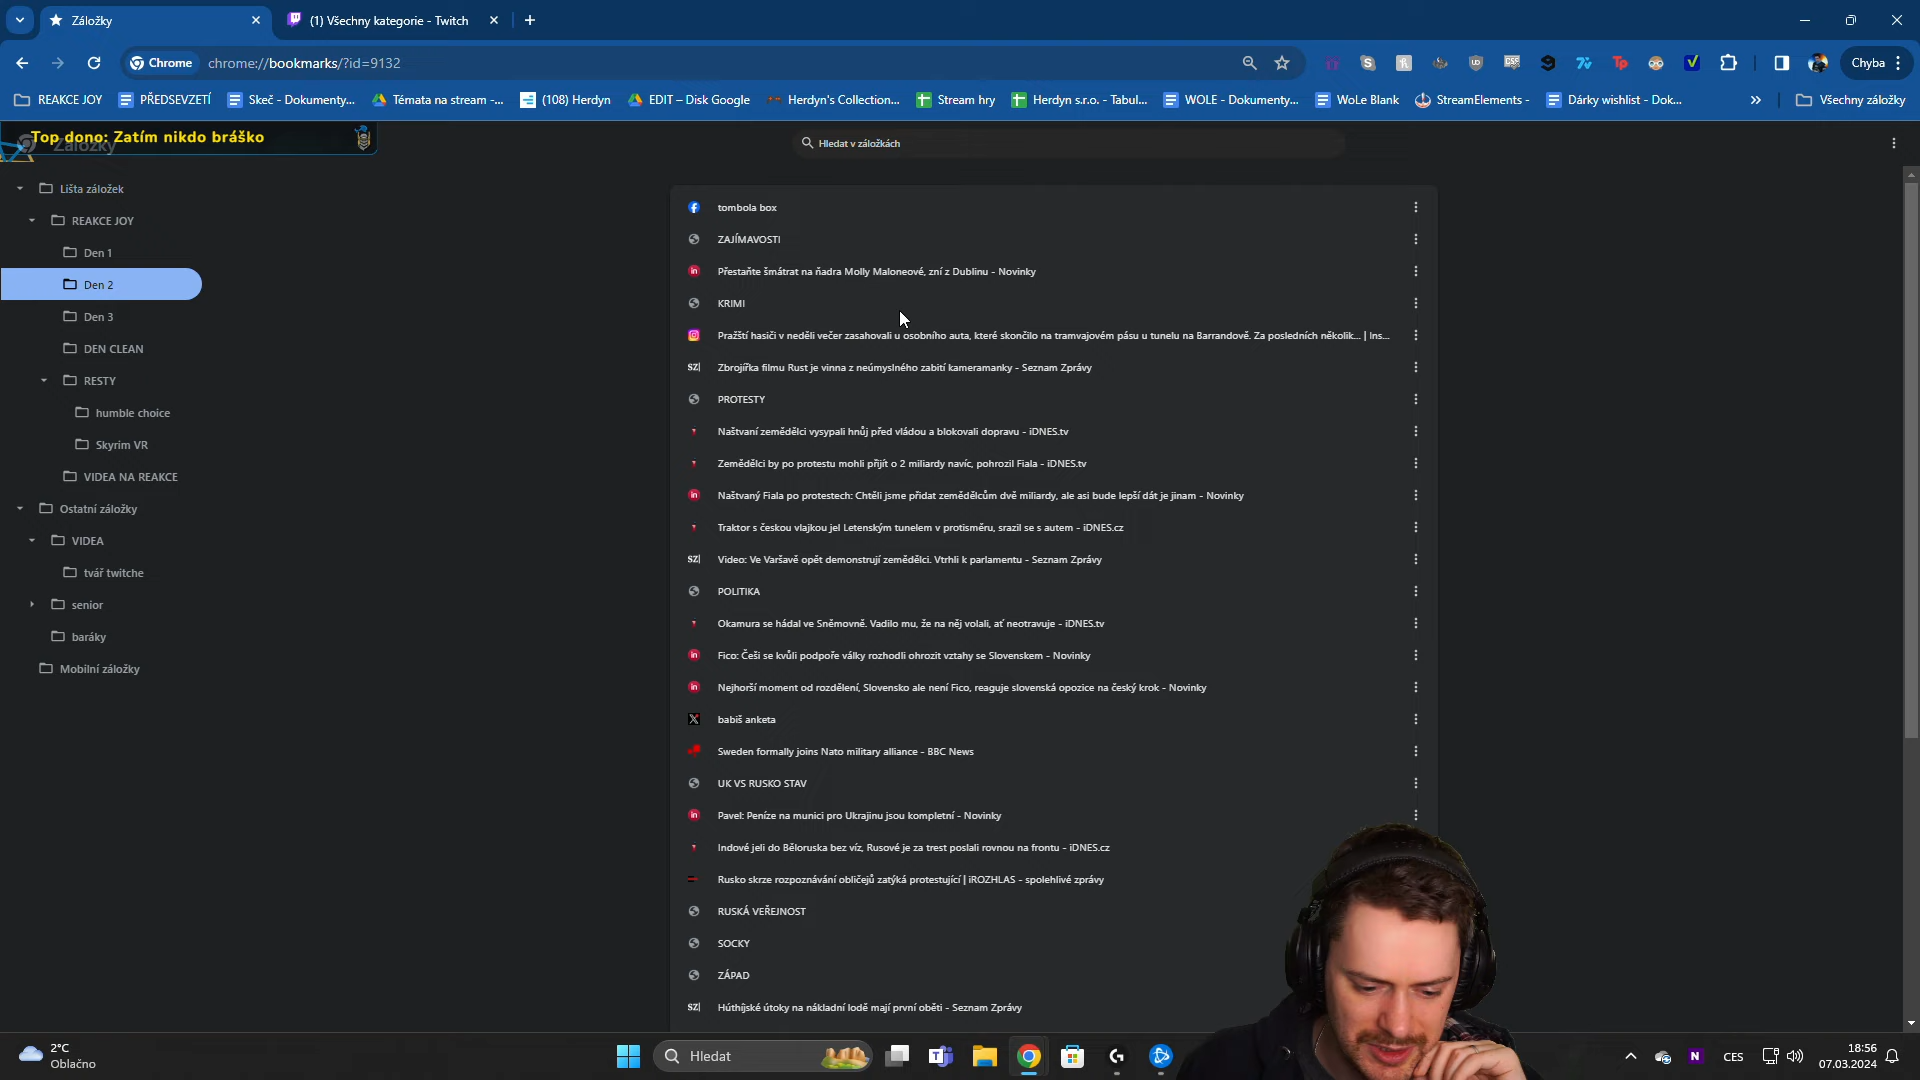 Záložky
(1) Všechny kategorie - Twitch
Chrome
chrome://bookmarks/?id=9132
Chyba
REAKCE JOY
PŘEDSEVZETÍ
Skeč - Dokumenty...
Témata na stream -...
(108) Herdyn
EDIT – Disk Google
Herdyn's Collection...
Stream hry
Herdyn s.r.o. - Tabul...
WOLE - Dokumenty...
WoLe Blank
StreamElements -
Dárky wishlist - Dok...
Všechny záložky
Top dono: Zatím nikdo bráško
Záložky
Hledat v záložkách
Lišta záložek
REAKCE JOY
Den 1
Den 2
Den 3
DEN CLEAN
RESTY
humble choice
Skyrim VR
VIDEA NA REAKCE
Ostatní záložky
VIDEA
tvář twitche
senior
baráky
Mobilní záložky
tombola box
ZAJÍMAVOSTI
Přestaňte šmátrat na ňadra Molly Maloneové, zní z Dublinu - Novinky
KRIMI
Pražští hasiči v neděli večer zasahovali u osobního auta, které skončilo na tramvajovém pásu u tunelu na Barrandově. Za posledních několik... | Ins...
Zbrojířka filmu Rust je vinna z neúmyslného zabití kameramanky - Seznam Zprávy
PROTESTY
Naštvaní zemědělci vysypali hnůj před vládou a blokovali dopravu - iDNES.tv
Zemědělci by po protestu mohli přijít o 2 miliardy navíc, pohrozil Fiala - iDNES.tv
Naštvaný Fiala po protestech: Chtěli jsme přidat zemědělcům dvě miliardy, ale asi bude lepší dát je jinam - Novinky
Traktor s českou vlajkou jel Letenským tunelem v protisměru, srazil se s autem - iDNES.cz
Video: Ve Varšavě opět demonstrují zemědělci. Vtrhli k parlamentu - Seznam Zprávy
POLITIKA
Okamura se hádal ve Sněmovně. Vadilo mu, že na něj volali, ať neotravuje - iDNES.tv
Fico: Češi se kvůli podpoře války rozhodli ohrozit vztahy se Slovenskem - Novinky
Nejhorší moment od rozdělení, Slovensko ale není Fico, reaguje slovenská opozice na český krok - Novinky
babiš anketa
Sweden formally joins Nato military alliance - BBC News
UK VS RUSKO STAV
Pavel: Peníze na munici pro Ukrajinu jsou kompletní - Novinky
Indové jeli do Běloruska bez víz, Rusové je za trest poslali rovnou na frontu - iDNES.cz
Rusko skrze rozpoznávání obličejů zatýká protestující | iROZHLAS - spolehlivé zprávy
RUSKÁ VEŘEJNOST
SOCKY
ZÁPAD
Húthíjské útoky na nákladní lodě mají první oběti - Seznam Zprávy
2°C
Oblačno
Hledat
CES
18:56
07.03.2024